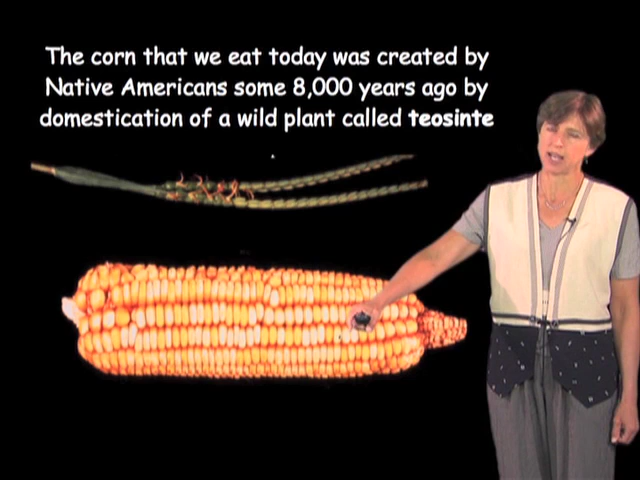 The corn that we eat today was created by
Native Americans some 8,000 years ago by
domestication of a wild plant called teosinte